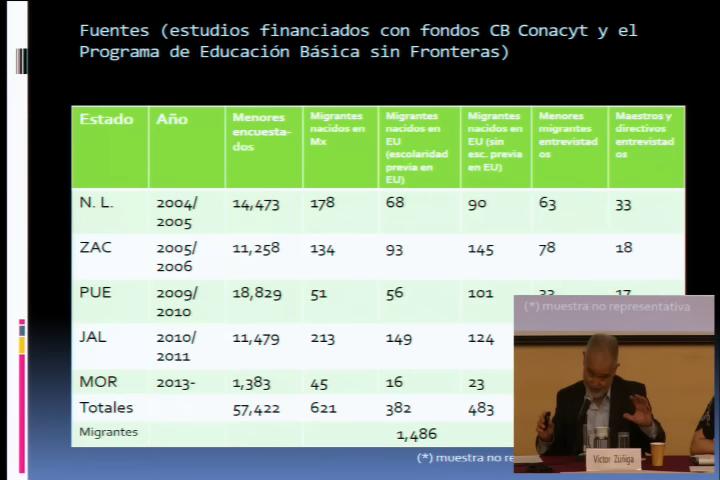 Fuentes (estudios financiados con fondos CB Conacyt y el
Programa de Educación Básica sin Fronteras)
Estado Año Menores encuesta-dos Migrantes nacidos en Mx Migrantes nacidos en EU (escolaridad previa en EU) Migrantes nacidos en EU (sin esc. previa en EU) Menores migrantes entrevistad os Maestros y directivos entrevistad os
N. L. 2004/2005 14,473 178 68 90 63 33
ZAC 2005/2006 11,258 134 93 145 78 18
PUE 2009/2010 18,829 51 56 101
JAL 2010/2011 11,479 213 149 124
MOR 2013- 1,383 45 16 23
Totales 57,422 621 382 483
Migrantes 1,486
(*) muestra no
(*) muestra no representativa
Víctor Zúñiga